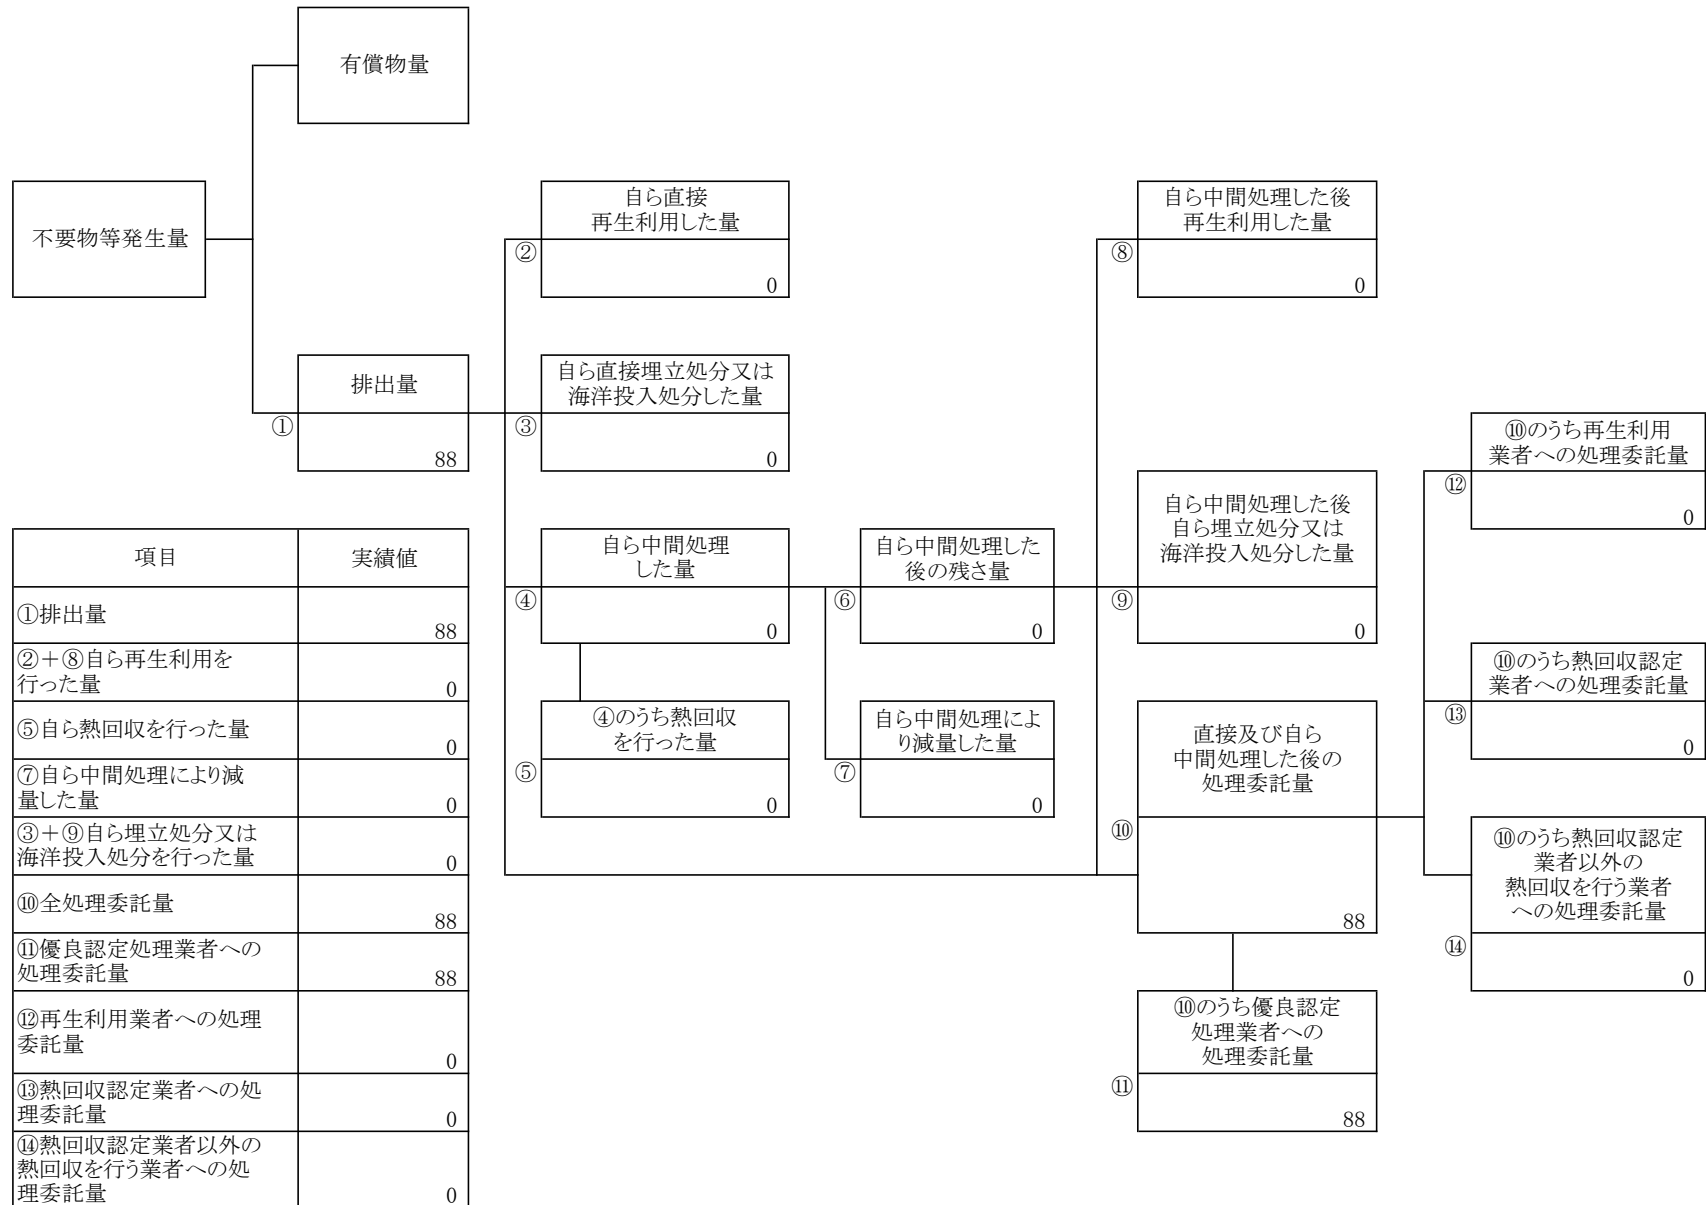 有償物量
不要物等発生量
自ら直接
再生利用した量
②
0
自ら中間処理した後
再生利用した量
⑧
0
排出量
①
88
自ら直接埋立処分又は
海洋投入処分した量
③
0
⑩のうち再生利用
業者への処理委託量
⑫
0
自ら中間処理した後
自ら埋立処分又は
海洋投入処分した量
⑨
0
自ら中間処理
した量
④
0
自ら中間処理した
後の残さ量
⑥
0
⑩のうち熱回収認定
業者への処理委託量
⑬
0
④のうち熱回収
を行った量
⑤
0
自ら中間処理によ
り減量した量
⑦
0
直接及び自ら
中間処理した後の
処理委託量
⑩
88
⑩のうち熱回収認定
業者以外の
熱回収を行う業者
への処理委託量
⑭
0
⑩のうち優良認定
処理業者への
処理委託量
⑪
88
項目 実績値
①排出量
88
②＋⑧自ら再生利用を
行った量 0
⑤自ら熱回収を行った量
0
⑦自ら中間処理により減
量した量 0
③＋⑨自ら埋立処分又は
海洋投入処分を行った量 0
⑩全処理委託量
88
⑪優良認定処理業者への
処理委託量 88
⑫再生利用業者への処理
委託量
0
⑬熱回収認定業者への処
理委託量 0
⑭熱回収認定業者以外の
熱回収を行う業者への処
理委託量 0